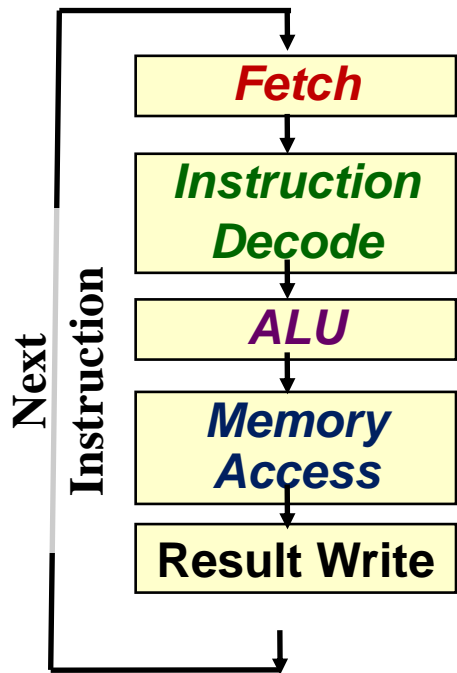 Fetch
Instruction
Decode
ALU
Memory
Access
Result Write
Next
Instruction